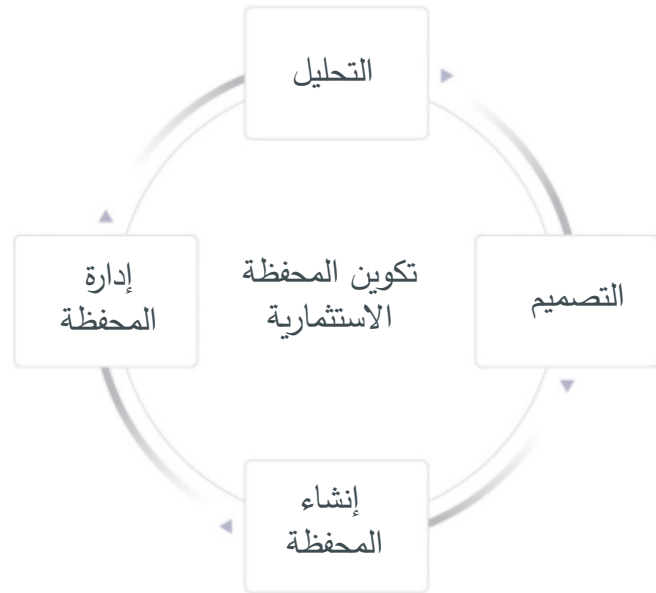 التحليل
التصميم
إنشاء
المحفظة
إدارة
المحفظة
تكوين المحفظة
الاستثمارية